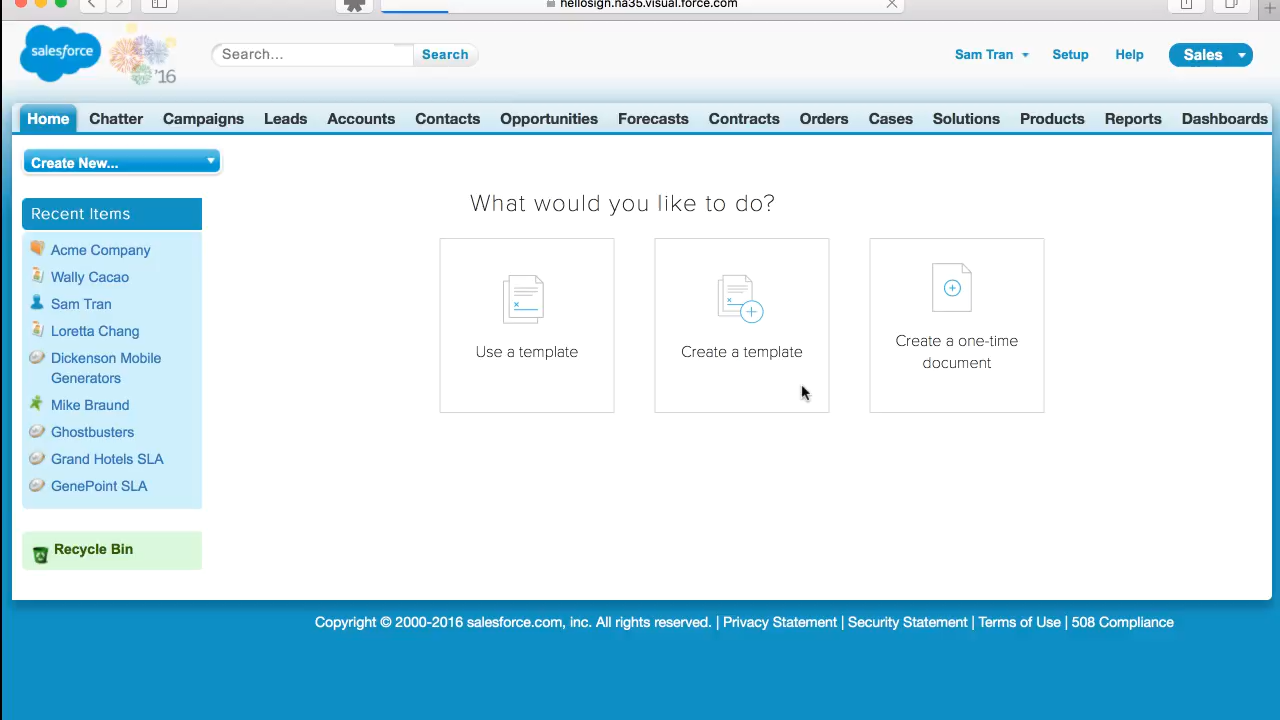 hellosign.na35.visual.force.com
salesforce
'16
Search...
Search
Sam Tran
Setup
Help
Sales
Home
Chatter
Campaigns
Leads
Accounts
Contacts
Opportunities
Forecasts
Contracts
Orders
Cases
Solutions
Products
Reports
Dashboards
Create New...
What would you like to do?
Recent Items
Acme Company
Wally Cacao
Sam Tran
Loretta Chang
Dickenson Mobile
Generators
Mike Braund
Ghostbusters
Grand Hotels SLA
GenePoint SLA
Use a template
Create a template
Create a one-time
document
Recycle Bin
Copyright © 2000-2016 salesforce.com, inc. All rights reserved. | Privacy Statement | Security Statement | Terms of Use | 508 Compliance